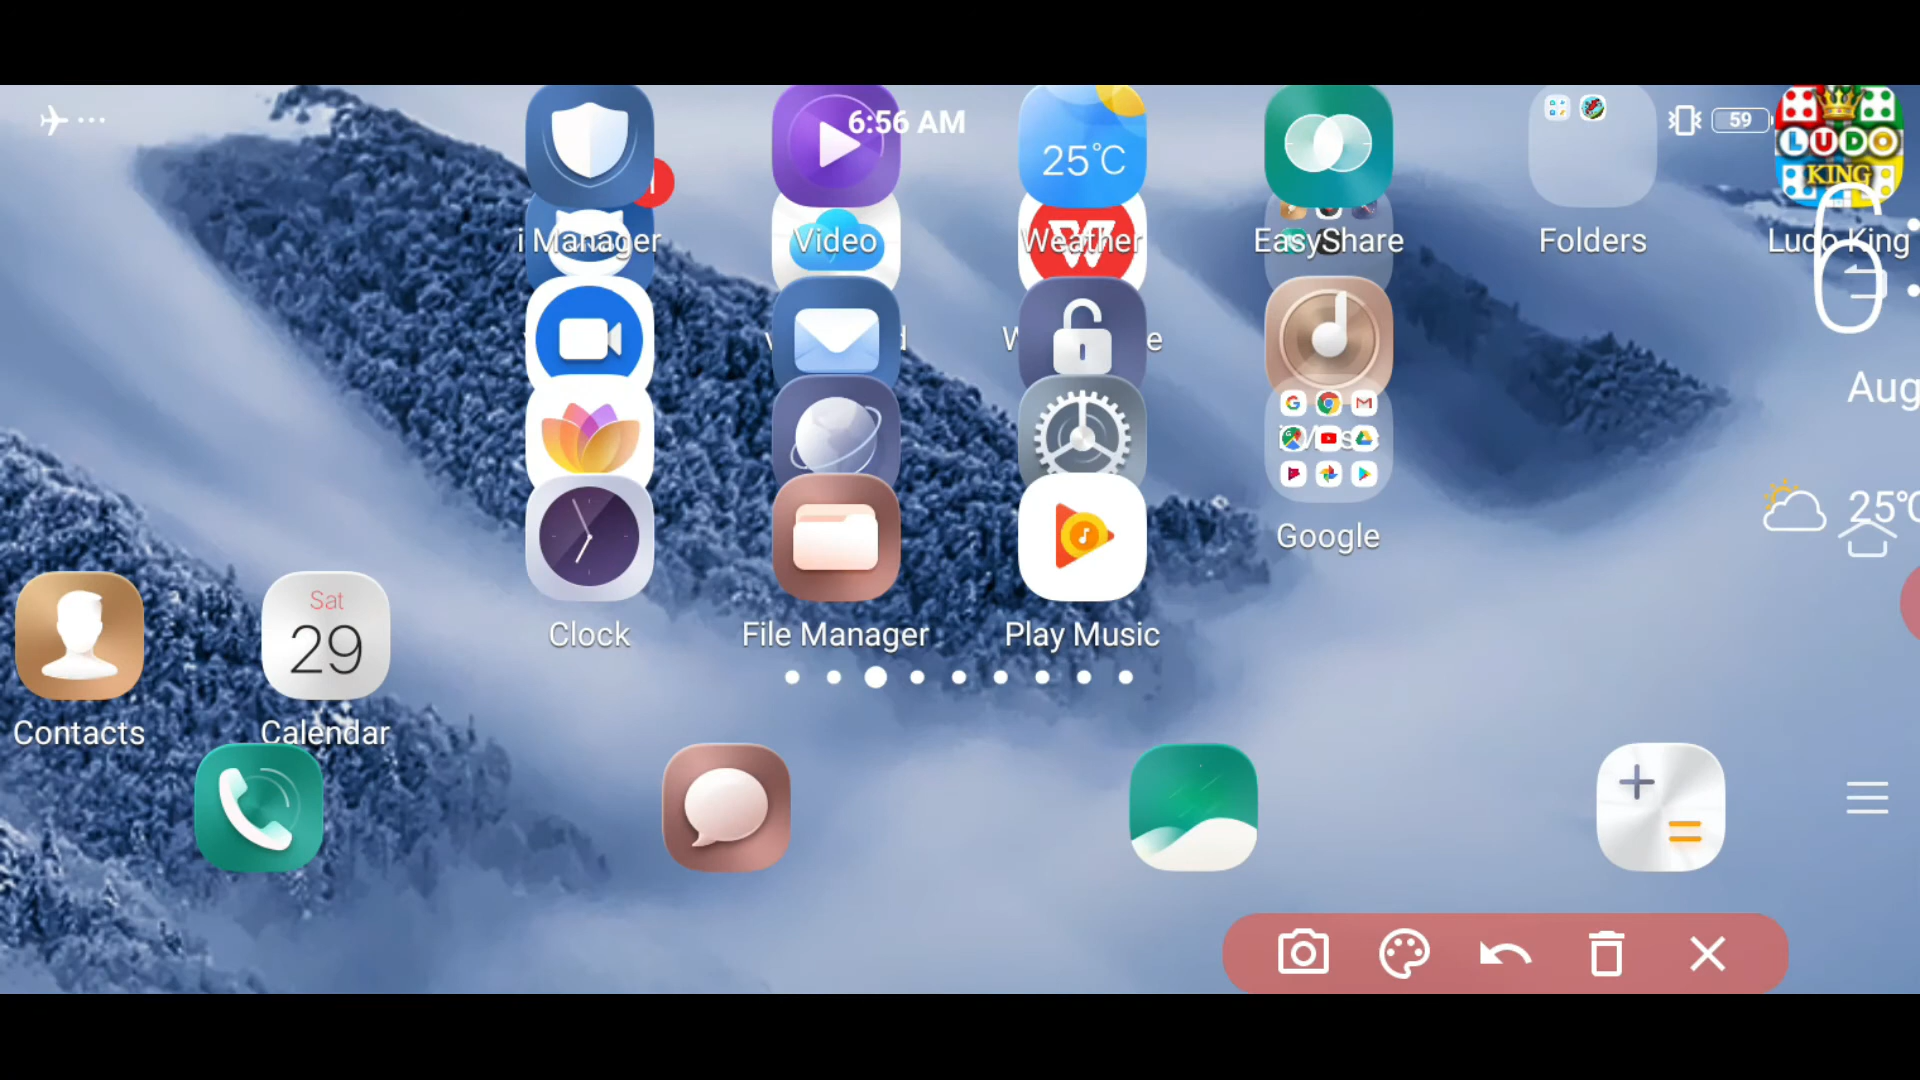 6:56 AM
59
25°C
LUDO
KING
i Manager
Video
Weather
EasyShare
Folders
Ludo King
6:
Aug
25°C
Google
Sat
29
Clock
File Manager
Play Music
Contacts
Calendar